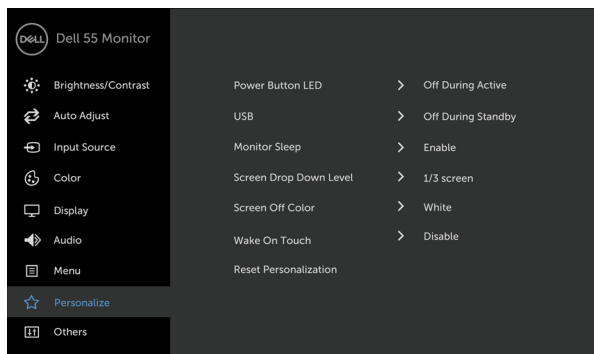 DELL
Dell 55 Monitor
Brightness/Contrast
Auto Adjust
Input Source
Color
Display
Audio
Menu
Personalize
Others
Power Button LED > Off During Active
USB > Off During Standby
Monitor Sleep > Enable
Screen Drop Down Level > 1/3 screen
Screen Off Color > White
Wake On Touch > Disable
Reset Personalization